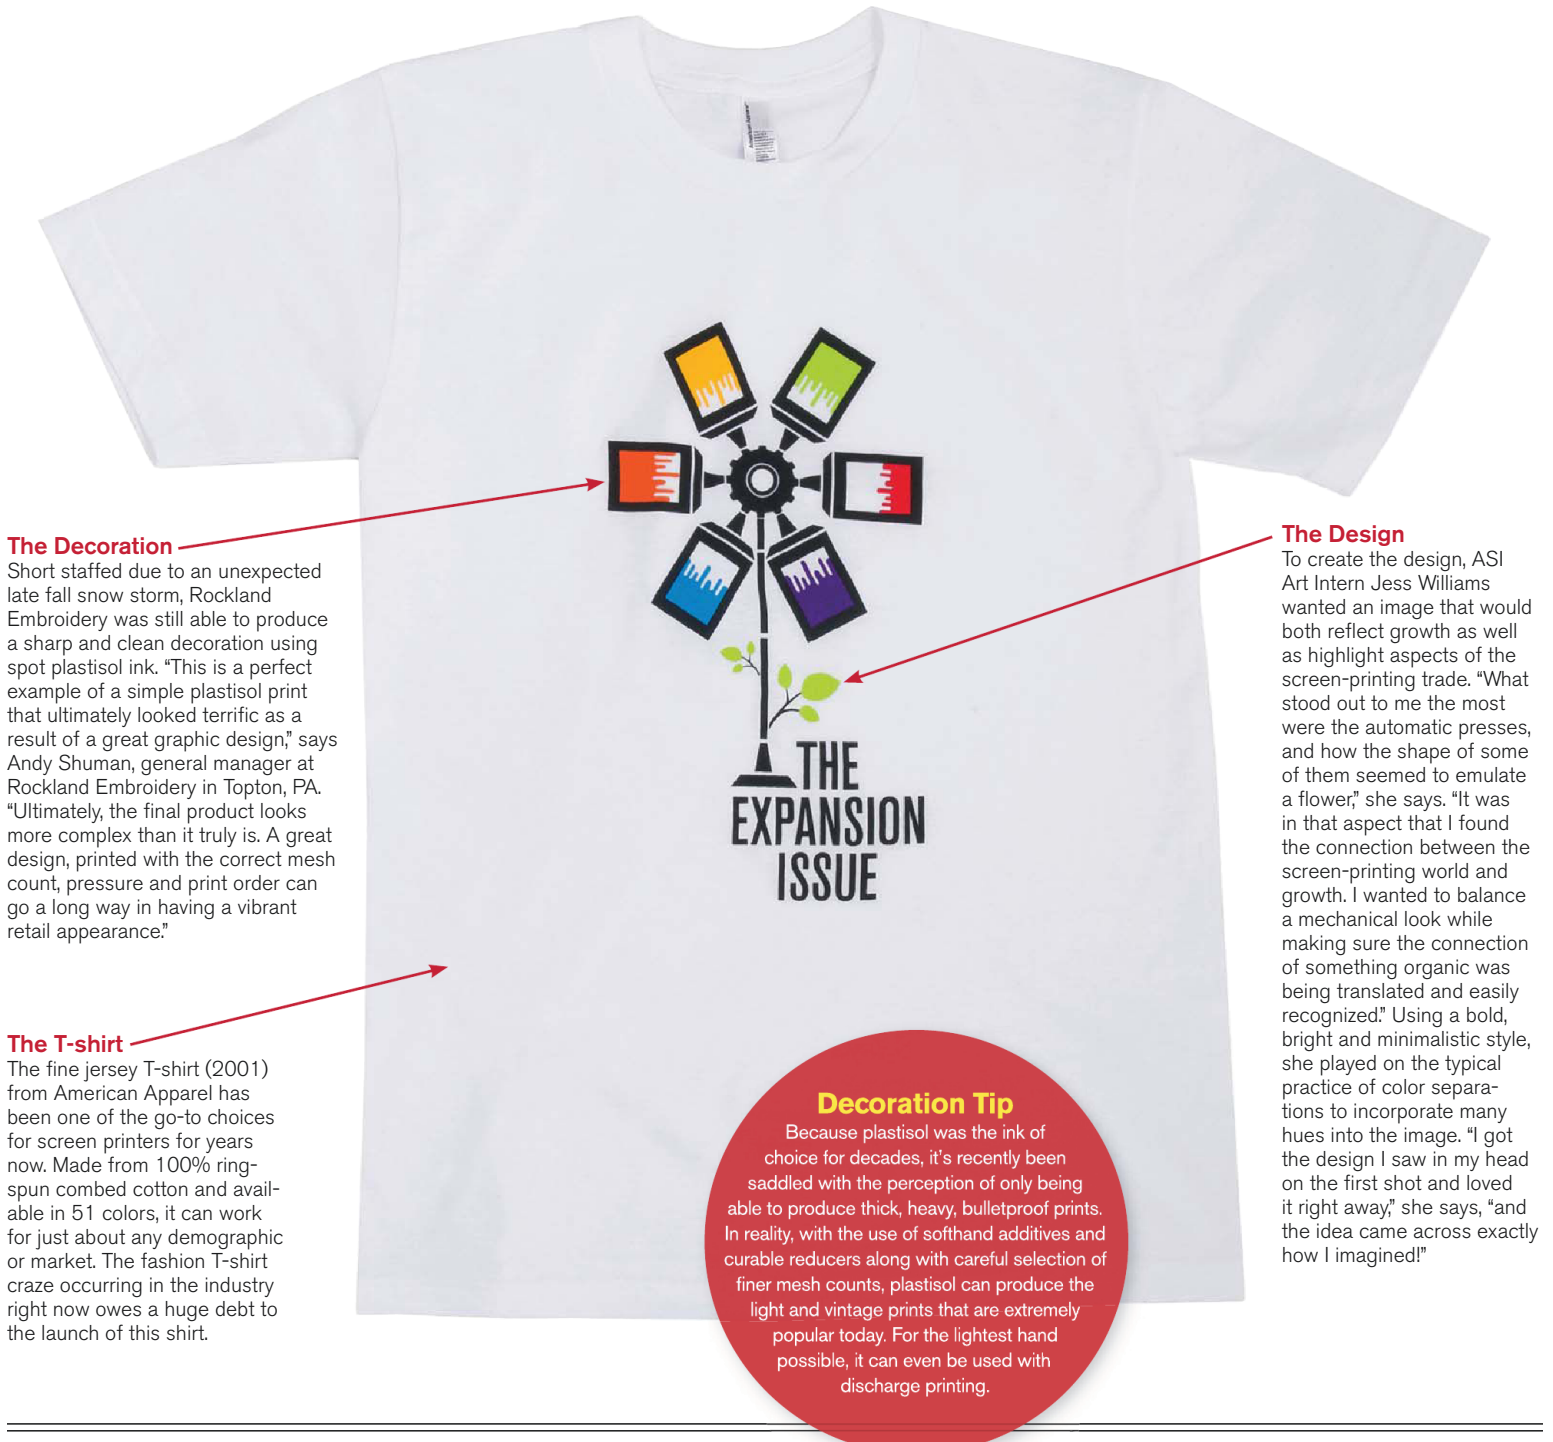 The Decoration
Short staffed due to an unexpected
late fall snow storm, Rockland
Embroidery was still able to produce
a sharp and clean decoration using
spot plastisol ink. “This is a perfect
example of a simple plastisol print
that ultimately looked terrific as a
result of a great graphic design,” says
Andy Shuman, general manager at
Rockland Embroidery in Topton, PA.
“Ultimately, the final product looks
more complex than it truly is. A great
design, printed with the correct mesh
count, pressure and print order can
go a long way in having a vibrant
retail appearance.”
The T-shirt
The fine jersey T-shirt (2001)
from American Apparel has
been one of the go-to choices
for screen printers for years
now. Made from 100% ring-
spun combed cotton and avail-
able in 51 colors, it can work
for just about any demographic
or market. The fashion T-shirt
craze occurring in the industry
right now owes a huge debt to
the launch of this shirt.
American Apparel
THE
EXPANSION
ISSUE
Decoration Tip
Because plastisol was the ink of
choice for decades, it’s recently been
saddled with the perception of only being
able to produce thick, heavy, bulletproof prints.
In reality, with the use of softhand additives and
curable reducers along with careful selection of
finer mesh counts, plastisol can produce the
light and vintage prints that are extremely
popular today. For the lightest hand
possible, it can even be used with
discharge printing.
The Design
To create the design, ASI
Art Intern Jess Williams
wanted an image that would
both reflect growth as well
as highlight aspects of the
screen-printing trade. “What
stood out to me the most
were the automatic presses,
and how the shape of some
of them seemed to emulate
a flower,” she says. “It was
in that aspect that I found
the connection between the
screen-printing world and
growth. I wanted to balance
a mechanical look while
making sure the connection
of something organic was
being translated and easily
recognized.” Using a bold,
bright and minimalistic style,
she played on the typical
practice of color separa-
tions to incorporate many
hues into the image. “I got
the design I saw in my head
on the first shot and loved
it right away,” she says, “and
the idea came across exactly
how I imagined!”